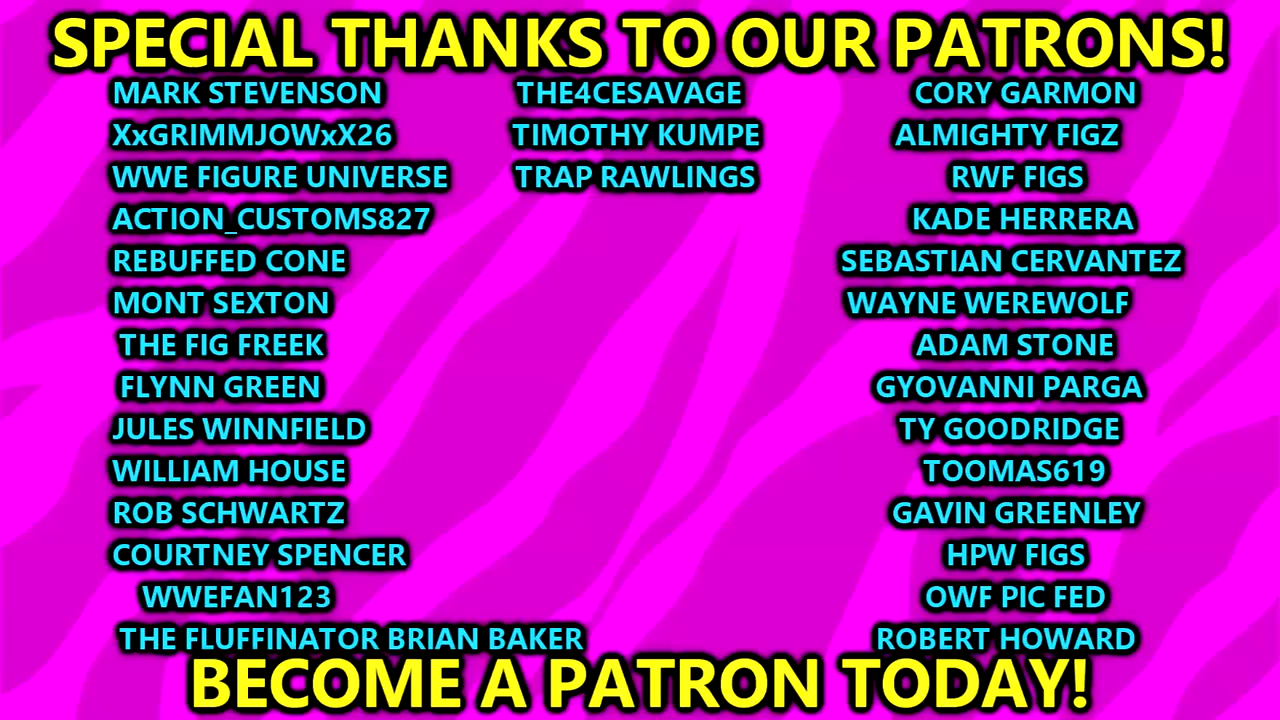 SPECIAL THANKS TO OUR PATRONS!
MARK STEVENSON
XxGRIMMJOWxX26
WWE FIGURE UNIVERSE
ACTION_CUSTOMS827
REBUFFED CONE
MONT SEXTON
THE FIG FREEK
FLYNN GREEN
JULES WINNFIELD
WILLIAM HOUSE
ROB SCHWARTZ
COURTNEY SPENCER
WWEFAN123
THE FLUFFINATOR BRIAN BAKER
THE4CESAVAGE
TIMOTHY KUMPE
TRAP RAWLINGS
CORY GARMON
ALMIGHTY FIGZ
RWF FIGS
KADE HERRERA
SEBASTIAN CERVANTEZ
WAYNE WEREWOLF
ADAM STONE
GYOVANNI PARGA
TY GOODRIDGE
TOOMAS619
GAVIN GREENLEY
HPW FIGS
OWF PIC FED
ROBERT HOWARD
BECOME A PATRON TODAY!